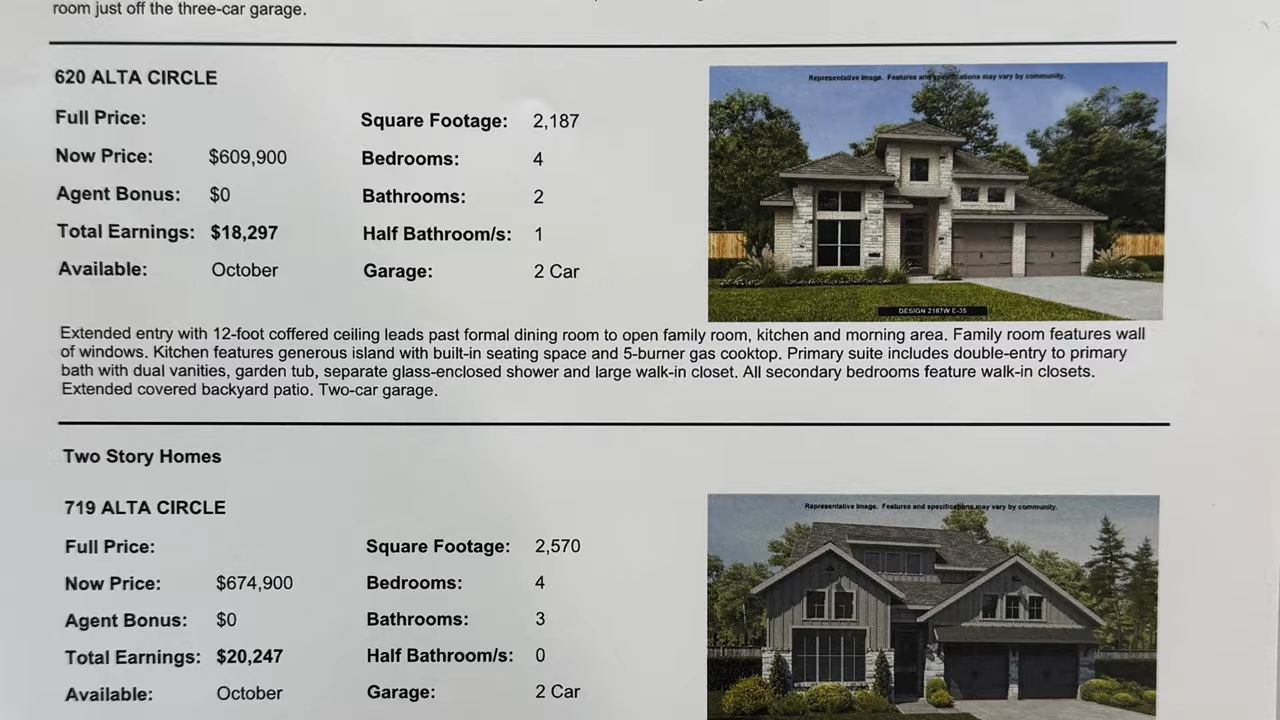 room just off the three-car garage.
620 ALTA CIRCLE
Full Price:
Now Price: $609,900
Agent Bonus: $0
Total Earnings: $18,297
Available: October
Square Footage: 2,187
Bedrooms: 4
Bathrooms: 2
Half Bathroom/s: 1
Garage: 2 Car
Representative Image. Features and specifications may vary by community.
DESIGN 2187W E-35
Extended entry with 12-foot coffered ceiling leads past formal dining room to open family room, kitchen and morning area. Family room features wall
of windows. Kitchen features generous island with built-in seating space and 5-burner gas cooktop. Primary suite includes double-entry to primary
bath with dual vanities, garden tub, separate glass-enclosed shower and large walk-in closet. All secondary bedrooms feature walk-in closets.
Extended covered backyard patio. Two-car garage.
Two Story Homes
719 ALTA CIRCLE
Full Price:
Now Price: $674,900
Agent Bonus: $0
Total Earnings: $20,247
Available: October
Square Footage: 2,570
Bedrooms: 4
Bathrooms: 3
Half Bathroom/s: 0
Garage: 2 Car
Representative Image. Features and specifications may vary by community.